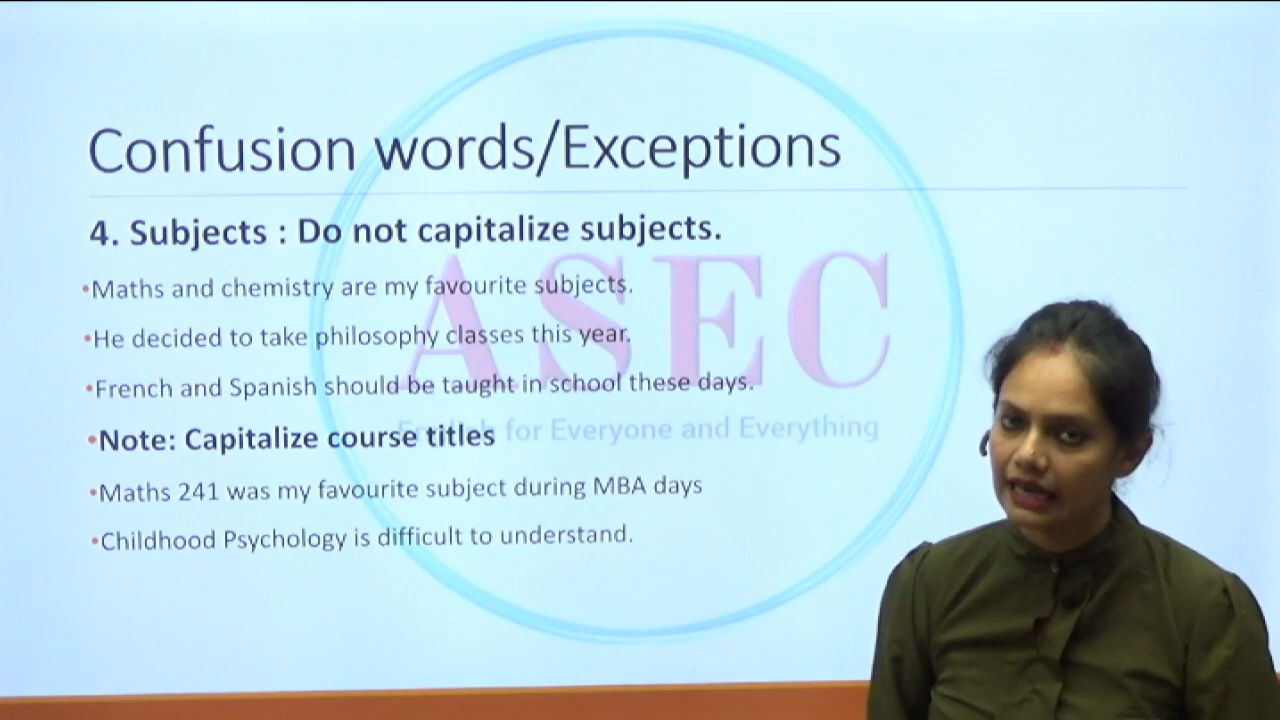 Confusion words/Exceptions
4. Subjects : Do not capitalize subjects.
•Maths and chemistry are my favourite subjects.
•He decided to take philosophy classes this year.
•French and Spanish should be taught in school these days.
•Note: Capitalize course titles
•Maths 241 was my favourite subject during MBA days
•Childhood Psychology is difficult to understand.
ASEC
English for Everyone and Everything